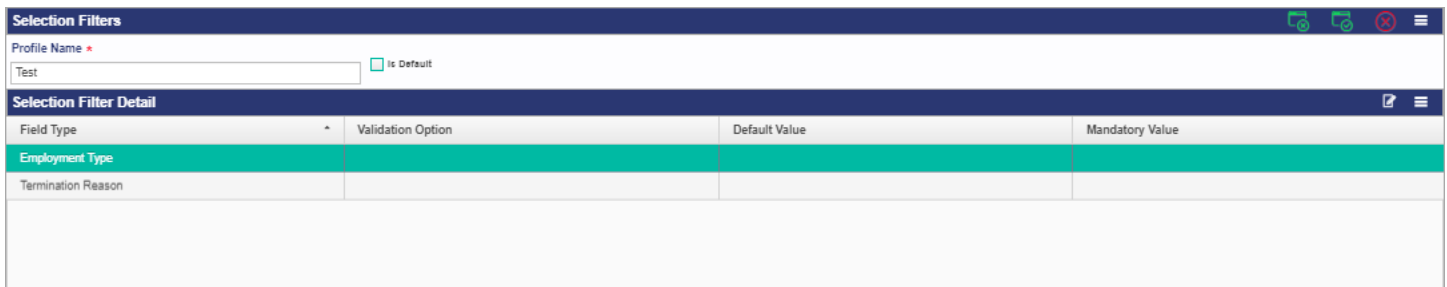 Selection Filters
Profile Name *
Test
Is Default
Selection Filter Detail
Field Type Validation Option Default Value Mandatory Value
Employment Type
Termination Reason